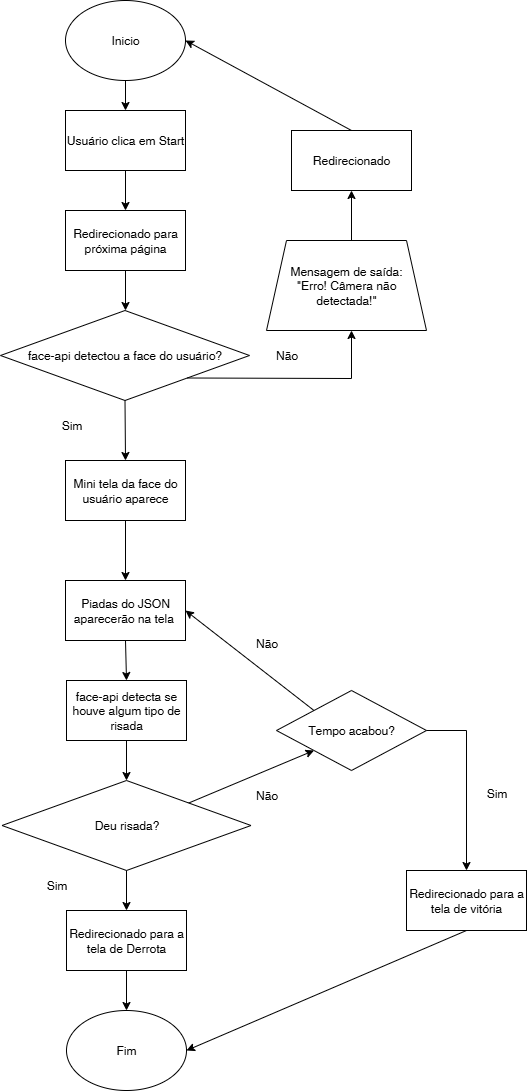 Inicio
Usuário clica em Start
Redirecionado
Redirecionado para
próxima página
Mensagem de saída:
"Erro! Câmera não
detectada!"
face-api detectou a face do usuário?
Não
Sim
Mini tela da face do
usuário aparece
Piadas do JSON
aparecerão na tela
Não
face-api detecta se
houve algum tipo de
risada
Tempo acabou?
Não
Sim
Deu risada?
Sim
Redirecionado para a
tela de vitória
Redirecionado para a
tela de Derrota
Fim